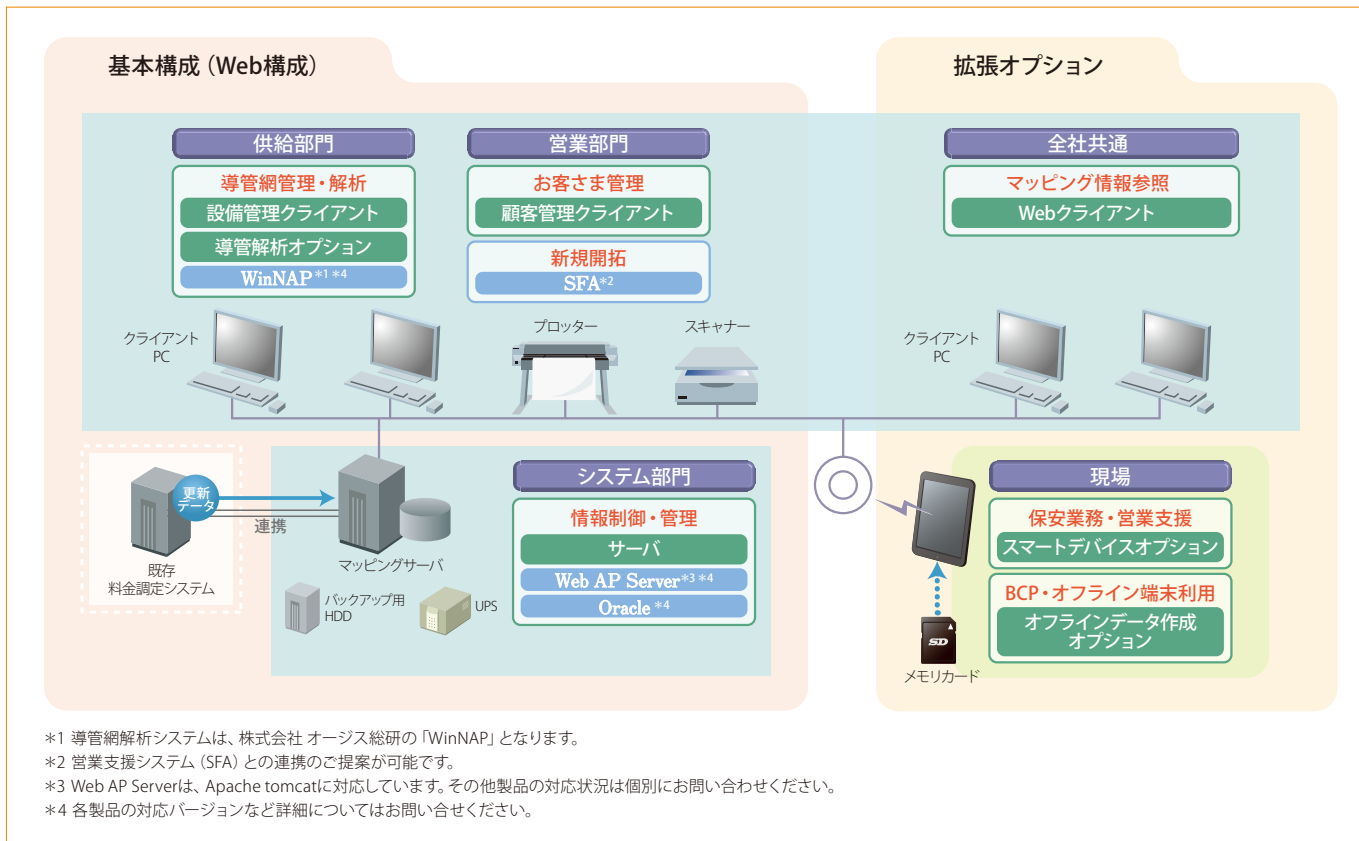 基本構成（Web構成）
拡張オプション
供給部門
導管網管理・解析
設備管理クライアント
導管解析オプション
WinNAP*1 *4
営業部門
お客さま管理
顧客管理クライアント
新規開拓
SFA*2
全社共通
マッピング情報参照
Webクライアント
クライアント
PC
プロッター
スキャナー
クライアント
PC
更新
データ
連携
既存
料金調定システム
マッピングサーバ
バックアップ用
HDD
UPS
システム部門
情報制御・管理
サーバ
Web AP Server*3 *4
Oracle *4
現場
保安業務・営業支援
スマートデバイスオプション
BCP・オフライン端末利用
オフラインデータ作成
オプション
SD
メモリカード
*1 導管網解析システムは、株式会社 オージス総研の「WinNAP」となります。
*2 営業支援システム（SFA）との連携のご提案が可能です。
*3 Web AP Serverは、Apache tomcatに対応しています。その他製品の対応状況は個別にお問い合わせください。
*4 各製品の対応バージョンなど詳細についてはお問い合せください。